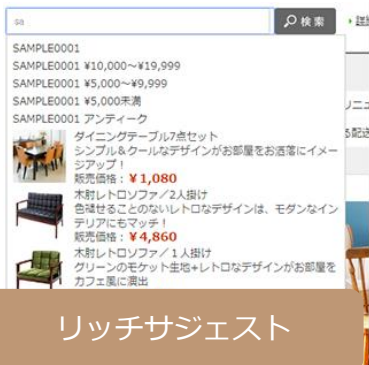 sa
検索
SAMPLE0001
SAMPLE0001 ¥10,000～¥19,999
SAMPLE0001 ¥5,000～¥9,999
SAMPLE0001 ¥5,000未満
SAMPLE0001 アンティーク
ダイニングテーブル7点セット
シンプル＆クールなデザインがお部屋をお洒落にイメー
ジアップ！
販売価格：¥1,080
木肘レトロソファ／2人掛け
色褪せることのないレトロなデザインは、モダンなイン
テリアにもマッチ！
販売価格：¥4,860
木肘レトロソファ／1人掛け
グリーンのモケット生地+レトロなデザインがお部屋を
カフェ風に演出
リッチサジェスト